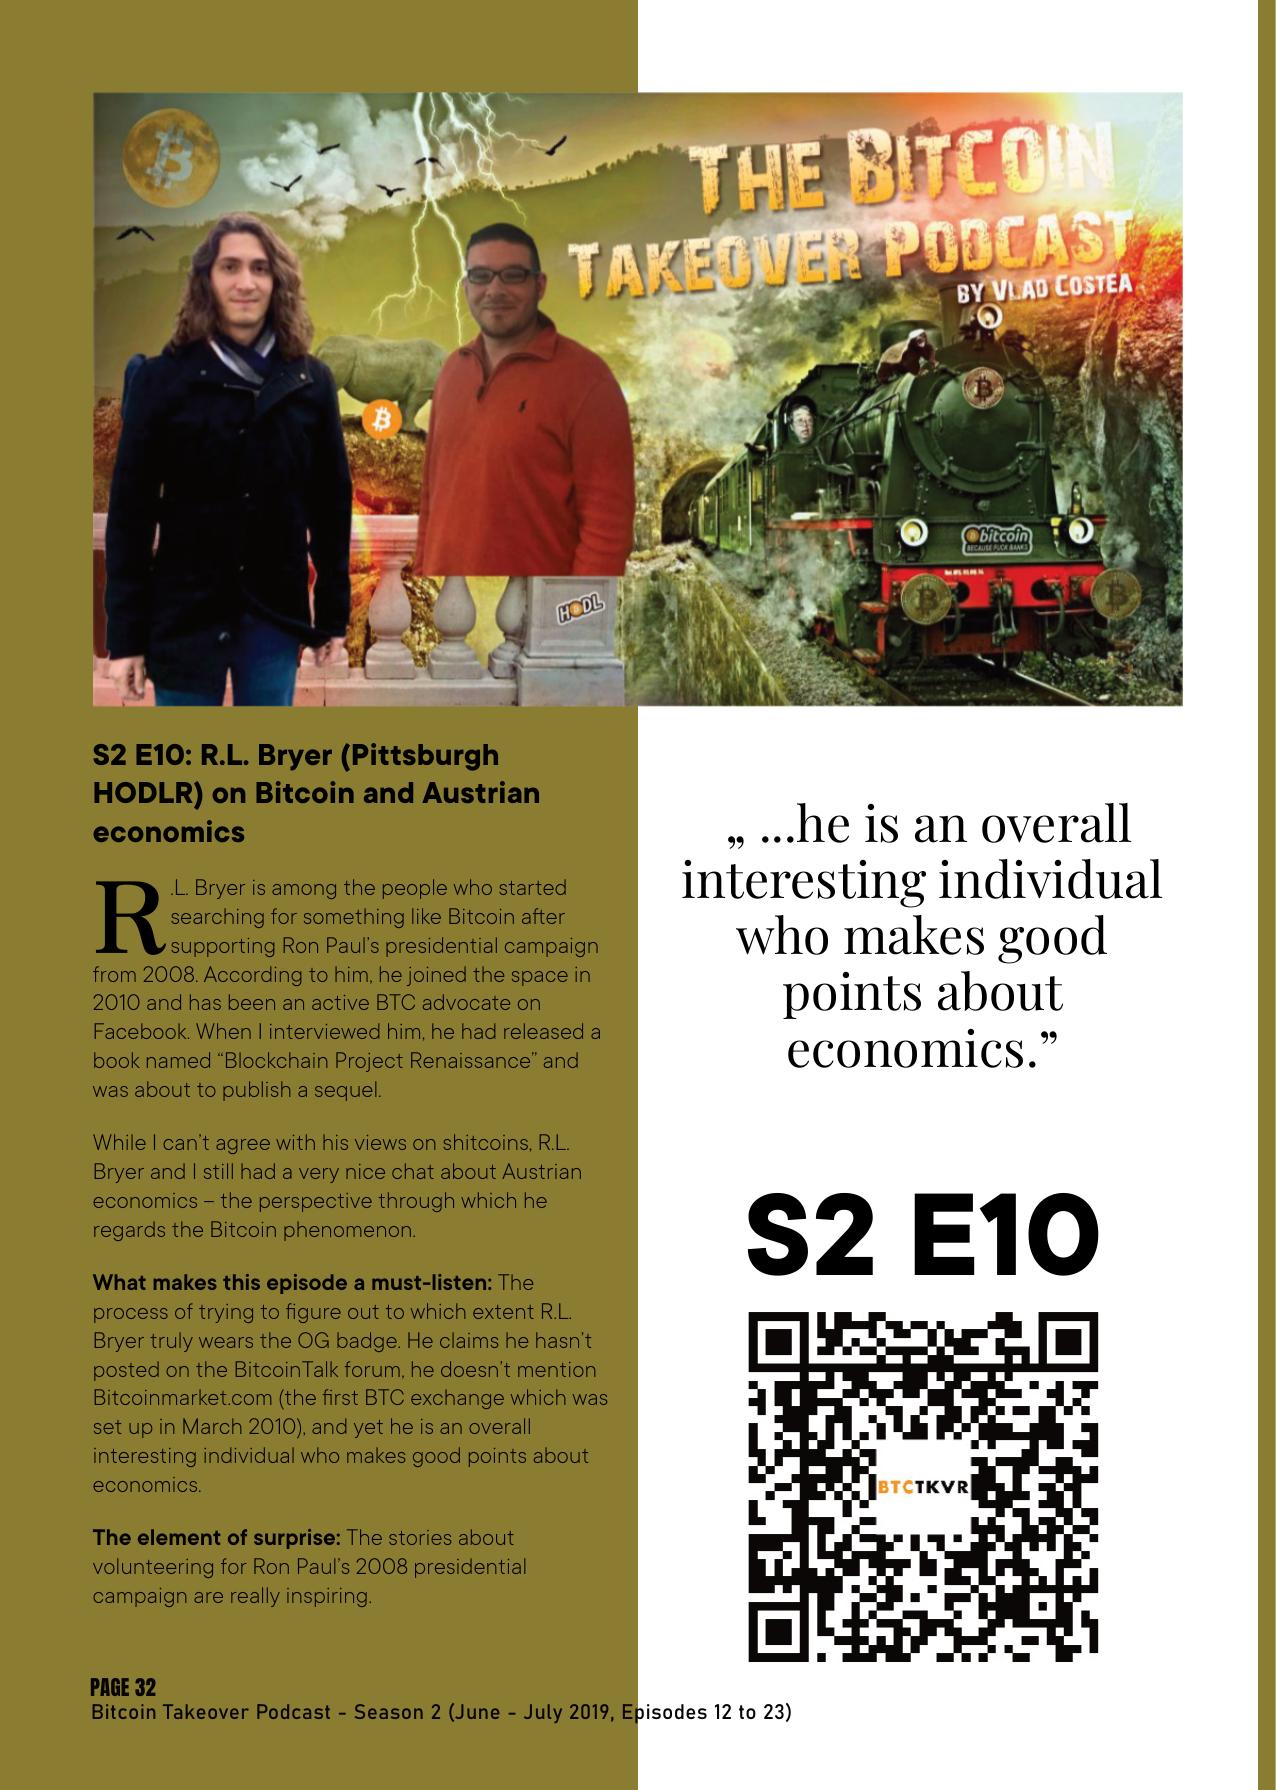 THE BITCOIN
TAKEOVER PODCAST
BY VLAD COSTEA
bitcoin
BECAUSE FUCK BANKS
HODL
S2 E10: R.L. Bryer (Pittsburgh
HODLR) on Bitcoin and Austrian
economics
R.L. Bryer is among the people who started
searching for something like Bitcoin after
supporting Ron Paul’s presidential campaign
from 2008. According to him, he joined the space in
2010 and has been an active BTC advocate on
Facebook. When I interviewed him, he had released a
book named “Blockchain Project Renaissance” and
was about to publish a sequel.
While I can’t agree with his views on shitcoins, R.L.
Bryer and I still had a very nice chat about Austrian
economics – the perspective through which he
regards the Bitcoin phenomenon.
What makes this episode a must-listen: The
process of trying to figure out to which extent R.L.
Bryer truly wears the OG badge. He claims he hasn’t
posted on the BitcoinTalk forum, he doesn’t mention
Bitcoinmarket.com (the first BTC exchange which was
set up in March 2010), and yet he is an overall
interesting individual who makes good points about
economics.
The element of surprise: The stories about
volunteering for Ron Paul’s 2008 presidential
campaign are really inspiring.
„ ...he is an overall
interesting individual
who makes good
points about
economics.”
S2 E10
BTCTKVR
PAGE 32
Bitcoin Takeover Podcast - Season 2 (June - July 2019, Episodes 12 to 23)